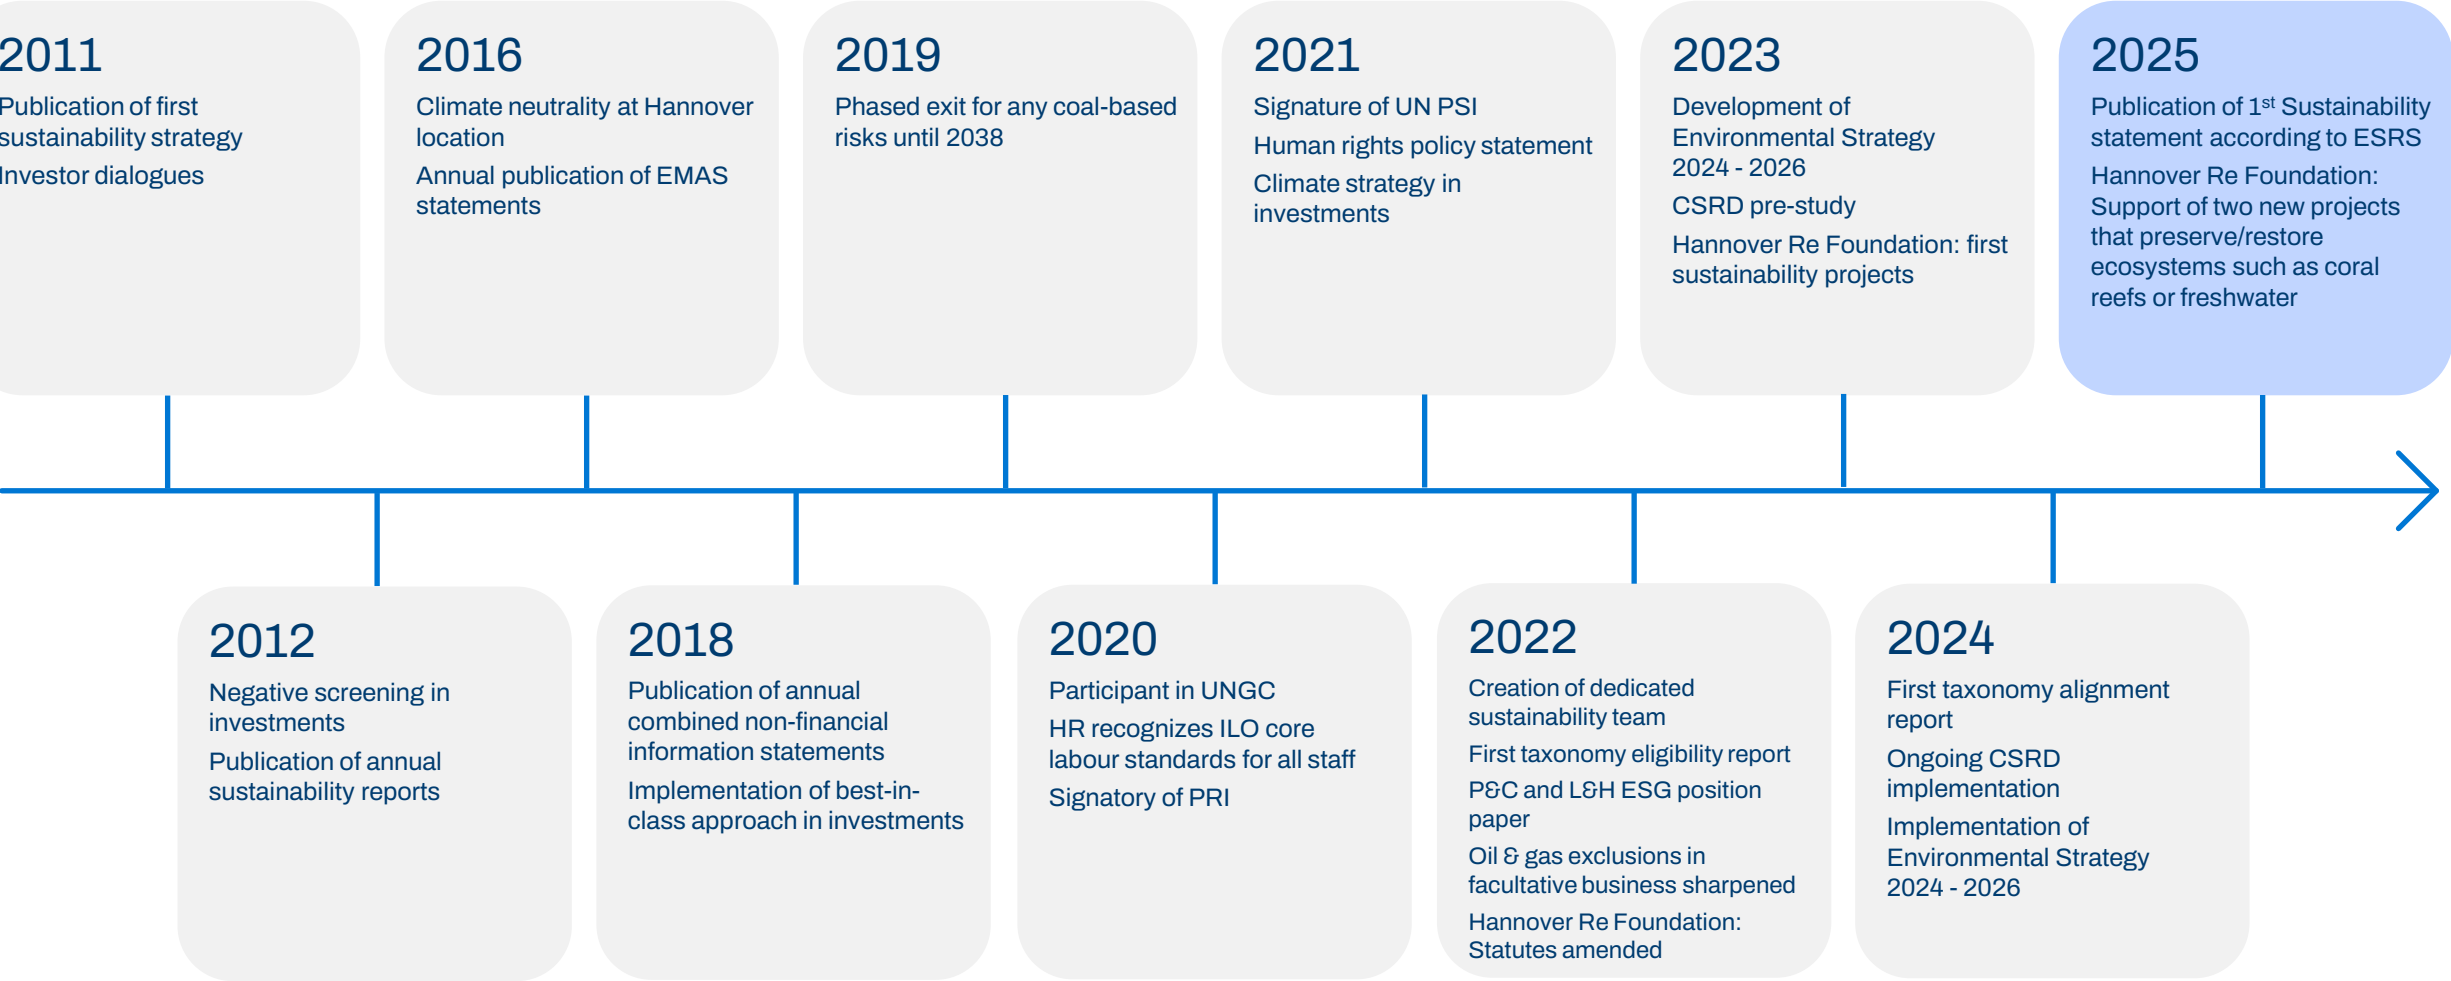 2011
Publication of first
sustainability strategy
Investor dialogues
2016
Climate neutrality at Hannover
location
Annual publication of EMAS
statements
2019
Phased exit for any coal-based
risks until 2038
2021
Signature of UN PSI
Human rights policy statement
Climate strategy in
investments
2023
Development of
Environmental Strategy
2024 - 2026
CSRD pre-study
Hannover Re Foundation: first
sustainability projects
2025
Publication of 1st Sustainability
statement according to ESRS
Hannover Re Foundation:
Support of two new projects
that preserve/restore
ecosystems such as coral
reefs or freshwater
2012
Negative screening in
investments
Publication of annual
sustainability reports
2018
Publication of annual
combined non-financial
information statements
Implementation of best-in-
class approach in investments
2020
Participant in UNGC
HR recognizes ILO core
labour standards for all staff
Signatory of PRI
2022
Creation of dedicated
sustainability team
First taxonomy eligibility report
P&C and L&H ESG position
paper
Oil & gas exclusions in
facultative business sharpened
Hannover Re Foundation:
Statutes amended
2024
First taxonomy alignment
report
Ongoing CSRD
implementation
Implementation of
Environmental Strategy
2024 - 2026